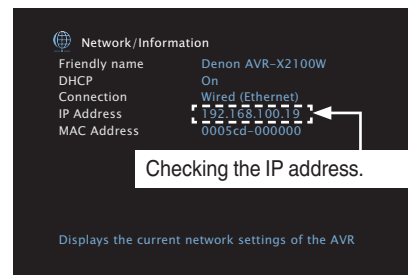 Network/Information
Friendly name Denon AVR-X2100W
DHCP On
Connection Wired (Ethernet)
IP Address 192.168.100.19
MAC Address 0005cd-000000
Checking the IP address.
Displays the current network settings of the AVR